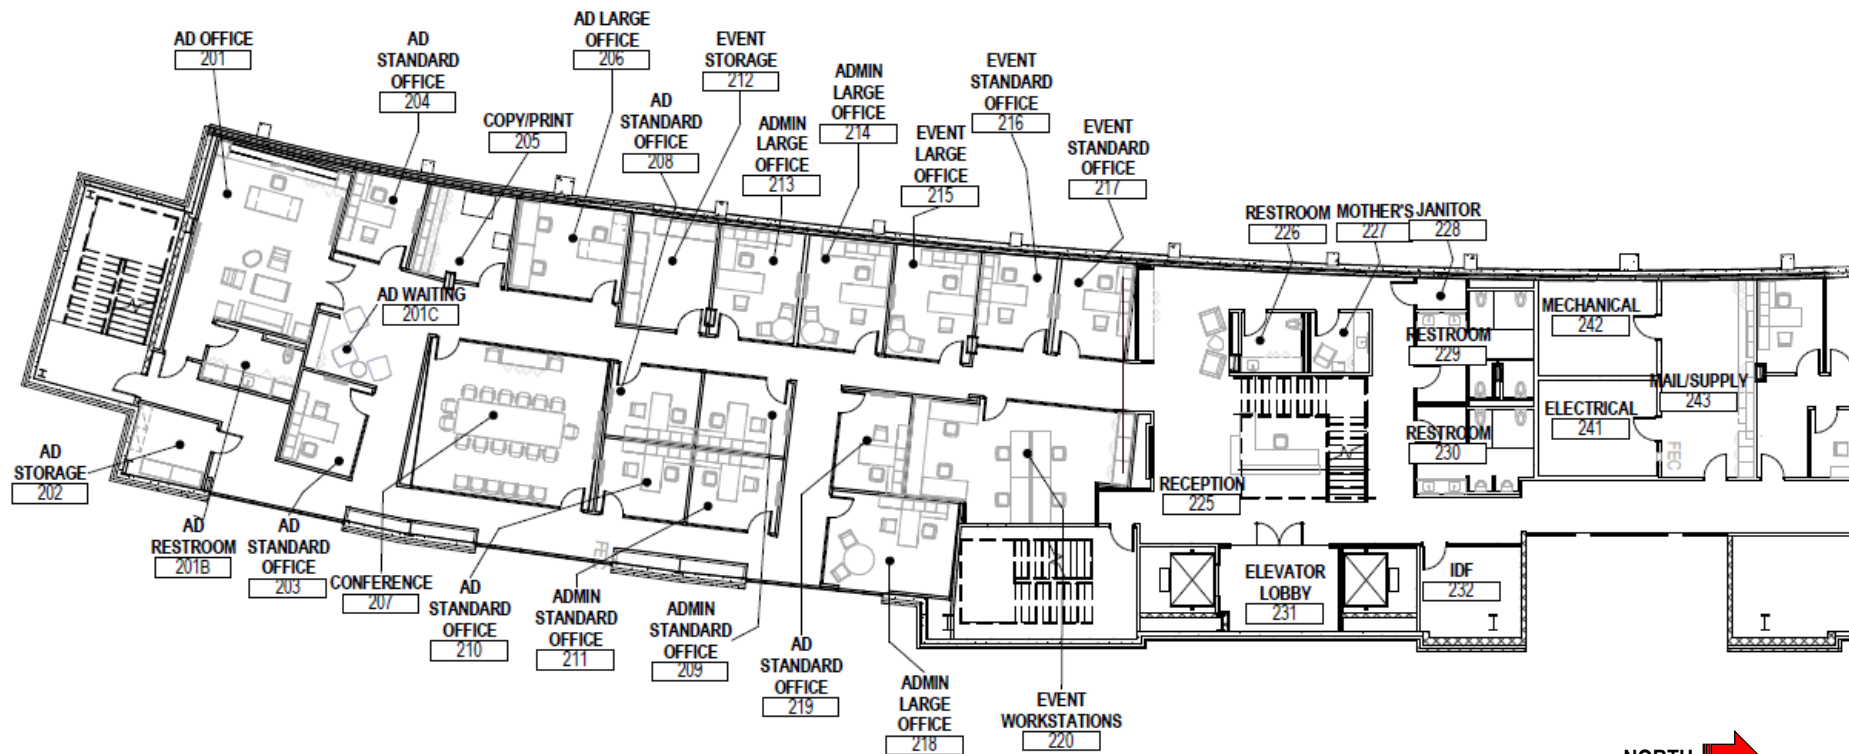 AD OFFICE
201
AD
STANDARD
OFFICE
204
COPY/PRINT
205
AD LARGE
OFFICE
206
AD
STANDARD
OFFICE
208
EVENT
STORAGE
212
ADMIN
LARGE
OFFICE
213
ADMIN
LARGE
OFFICE
214
EVENT
LARGE
OFFICE
215
EVENT
STANDARD
OFFICE
216
EVENT
STANDARD
OFFICE
217
RESTROOM
226
MOTHER'S
227
JANITOR
228
AD WAITING
201C
MECHANICAL
242
RESTROOM
229
MAIL/SUPPLY
243
ELECTRICAL
241
RESTROOM
230
FEC
AD
STORAGE
202
RECEPTION
225
AD
RESTROOM
201B
AD
STANDARD
OFFICE
203
CONFERENCE
207
FE
AD
STANDARD
OFFICE
210
ADMIN
STANDARD
OFFICE
211
ADMIN
STANDARD
OFFICE
209
AD
STANDARD
OFFICE
219
ADMIN
LARGE
OFFICE
218
EVENT
WORKSTATIONS
220
ELEVATOR
LOBBY
231
IDF
232
NORTH